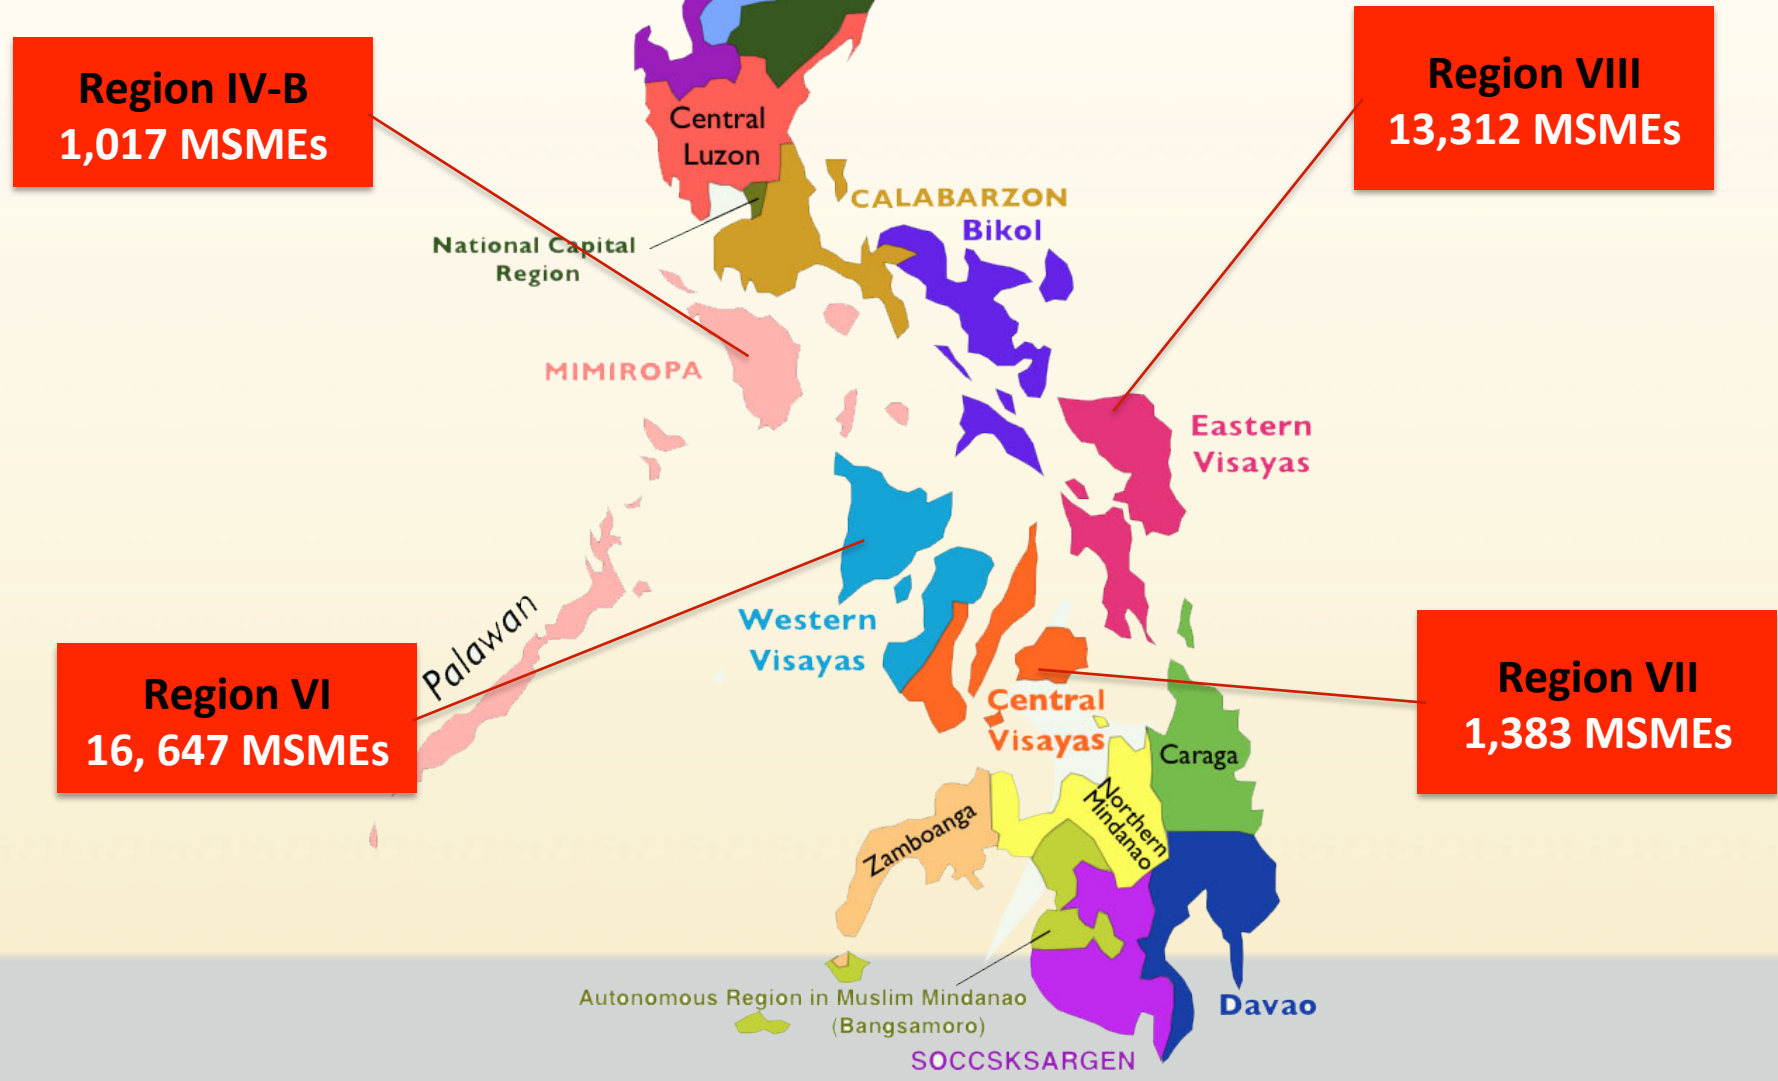 Region IV-B
1,017 MSMEs
Region VIII
13,312 MSMEs
Central
Luzon
CALABARZON
Bikol
National Capital
Region
MIMIROPA
Eastern
Visayas
Palawan
Western
Visayas
Region VI
16, 647 MSMEs
Region VII
1,383 MSMEs
Central
Visayas
Caraga
Northern
Mindanao
Zamboanga
Autonomous Region in Muslim Mindanao
(Bangsamoro)
Davao
SOCCSKSARGEN